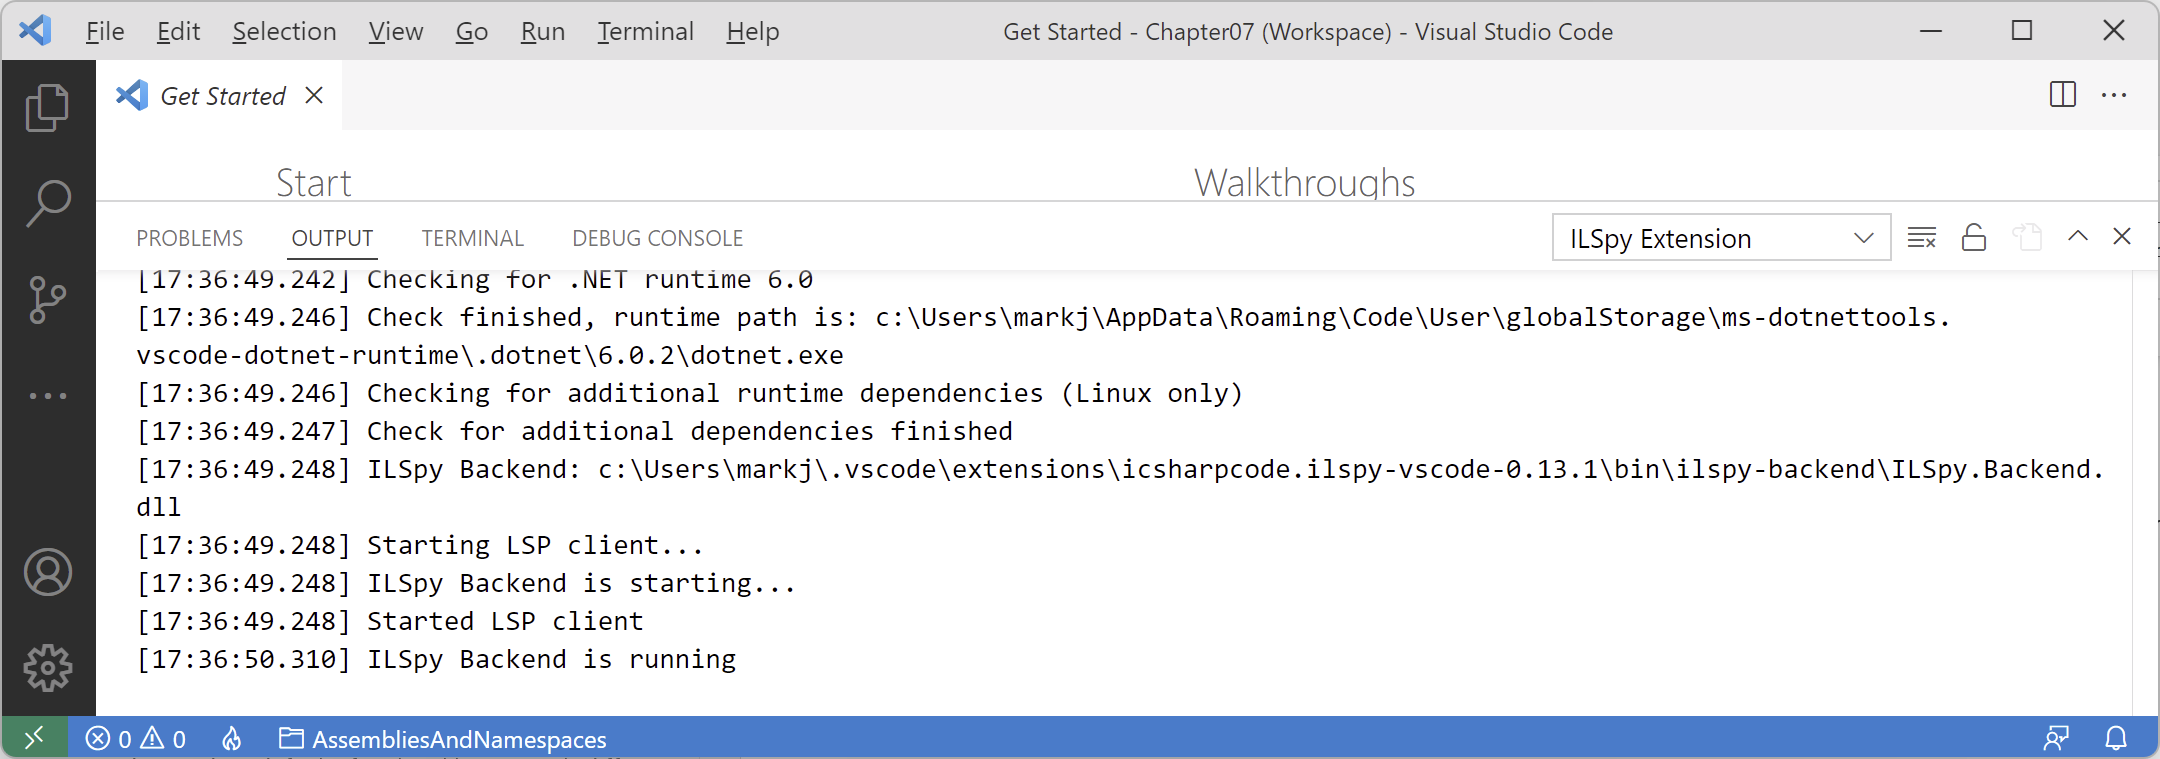 File Edit Selection View Go Run Terminal Help Get Started - Chapter07 (Workspace) - Visual Studio Code
Get Started
Start Walkthroughs
PROBLEMS OUTPUT TERMINAL DEBUG CONSOLE ILSpy Extension
[17:36:49.242] Checking for .NET runtime 6.0
[17:36:49.246] Check finished, runtime path is: c:\Users\markj\AppData\Roaming\Code\User\globalStorage\ms-dotnettools.
vscode-dotnet-runtime\.dotnet\6.0.2\dotnet.exe
[17:36:49.246] Checking for additional runtime dependencies (Linux only)
[17:36:49.247] Check for additional dependencies finished
[17:36:49.248] ILSpy Backend: c:\Users\markj\.vscode\extensions\icsharpcode.ilspy-vscode-0.13.1\bin\ilspy-backend\ILSpy.Backend.
dll
[17:36:49.248] Starting LSP client...
[17:36:49.248] ILSpy Backend is starting...
[17:36:49.248] Started LSP client
[17:36:50.310] ILSpy Backend is running
0 0 AssembliesAndNamespaces